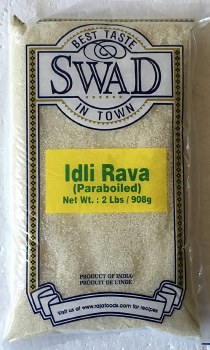 BEST TASTE
SWAD
IN TOWN
Idli Rava
(Paraboiled)
Net Wt. : 2 Lbs / 908g
PRODUCT OF INDIA
PRODUIT DE L'INDE
Visit us at www.rajafoods.com for recipes